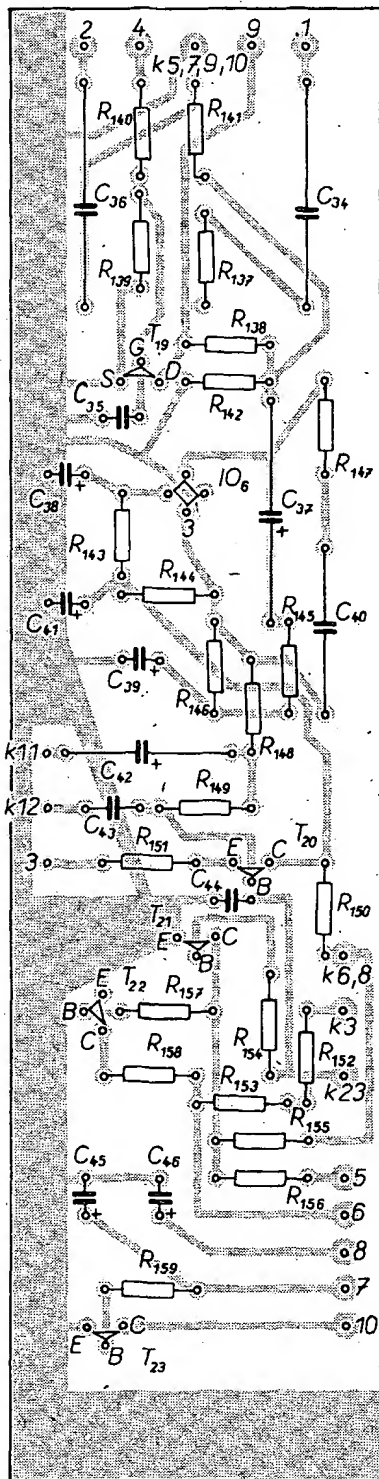 2 4 9 1
k5,7,9,10
R140 R141
C36 C34
R139 R137
T19 R138
G
S D
C35 R142
R147
C38 + IO6
3 C37
+
R143
R144
C41 + R145 C40
C39 + R146
k11 R148
C42 +
R149
k12 C43
T20
3 R151 E C
C44 B
R150
T21
E C
B k6,8
E T22 R157
B k3
C R154 R152
R158
R153 k23
R155
C45 C46 5
R156
+ + 6
8
R159 7
C 10
E B T23